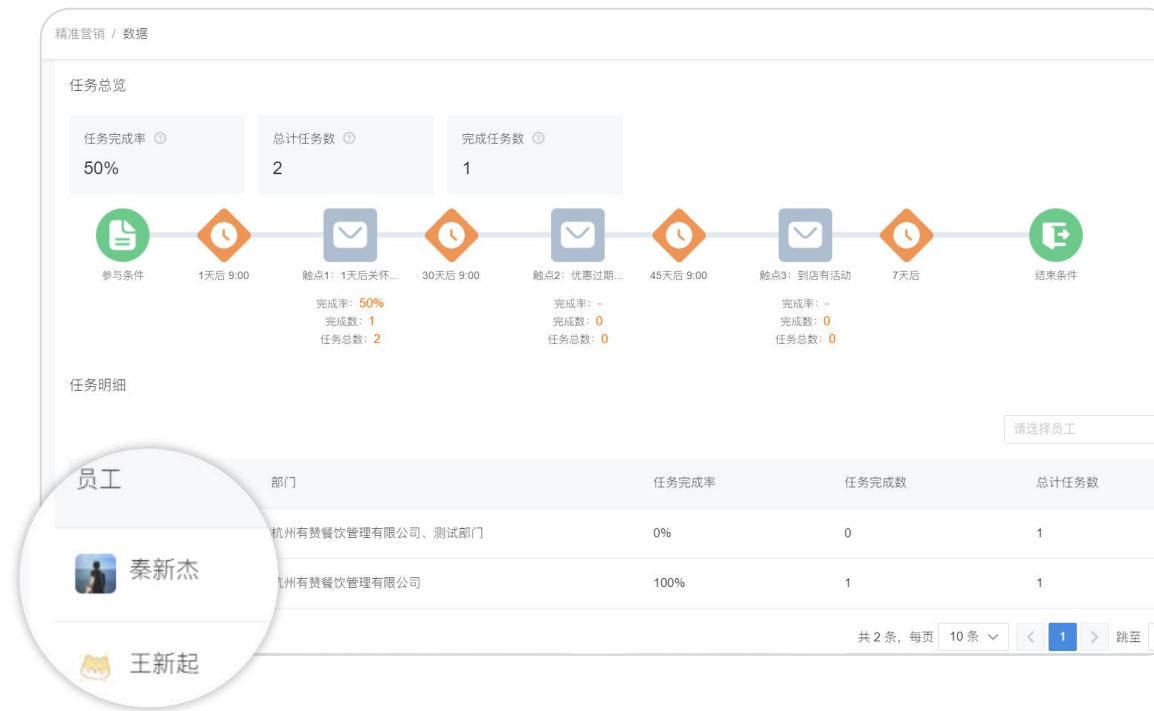 精准营销 / 数据
任务总览
任务完成率 总计任务数 完成任务数
50% 2 1
参与条件 1天后 9:00 触点1：1天后关怀... 30天后 9:00 触点2：优惠过期... 45天后 9:00 触点3：到店有活动 7天后 结束条件
完成率：50% 完成率：- 完成率：-
完成数：1 完成数：0 完成数：0
任务总数：2 任务总数：0 任务总数：0
任务明细
请选择员工
员工 部门 任务完成率 任务完成数 总计任务数
秦新杰 杭州有赞餐饮管理有限公司、测试部门 0% 0 1
王新起 州有赞餐饮管理有限公司 100% 1 1
共 2 条，每页 10 条 1 跳至